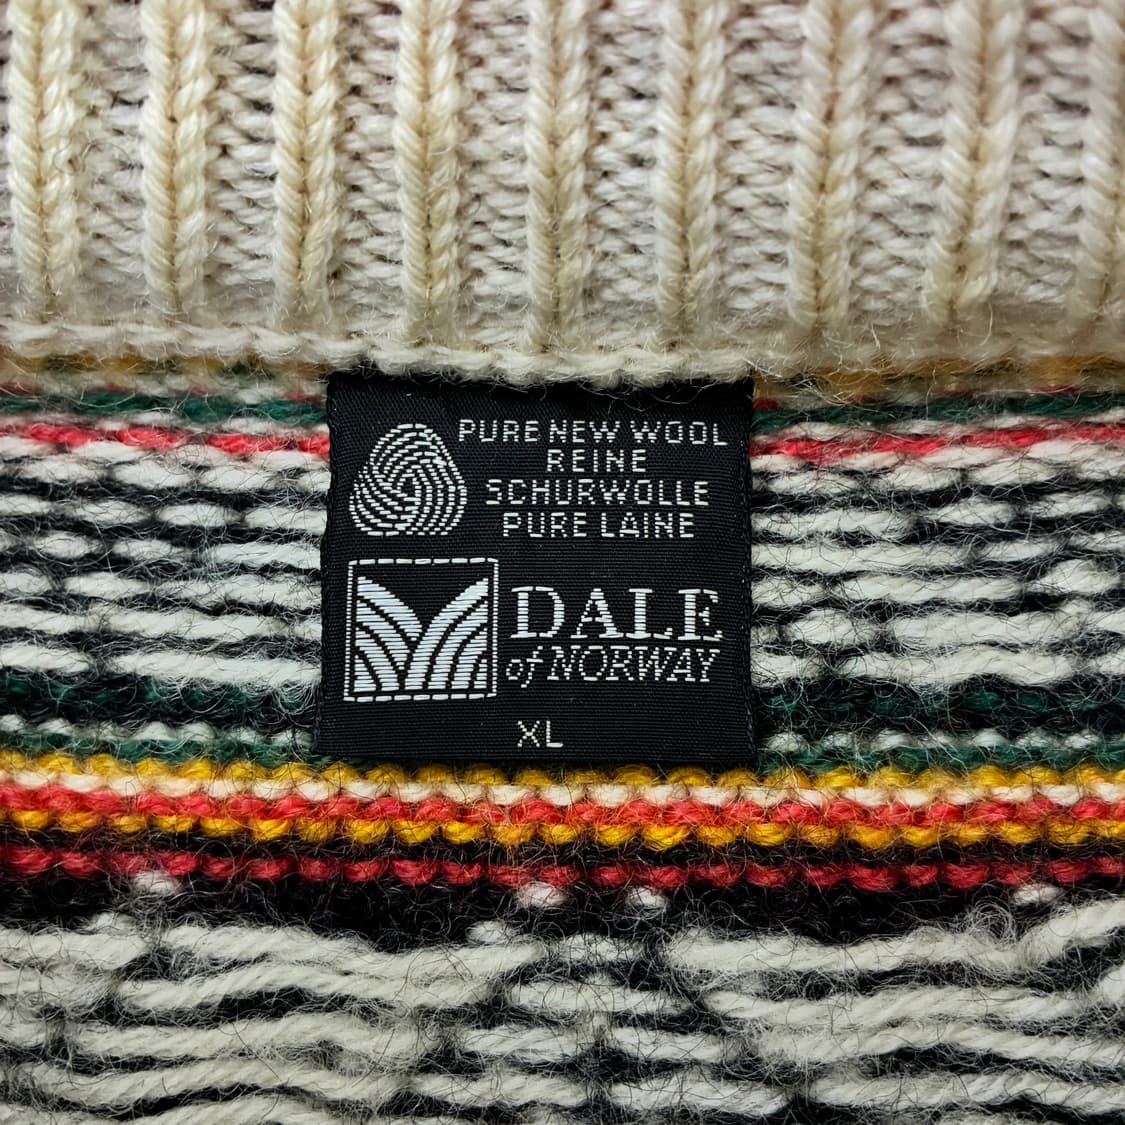 PURE NEW WOOL
REINE
SCHURWOLLE
PURE LAINE
DALE
of NORWAY
XL